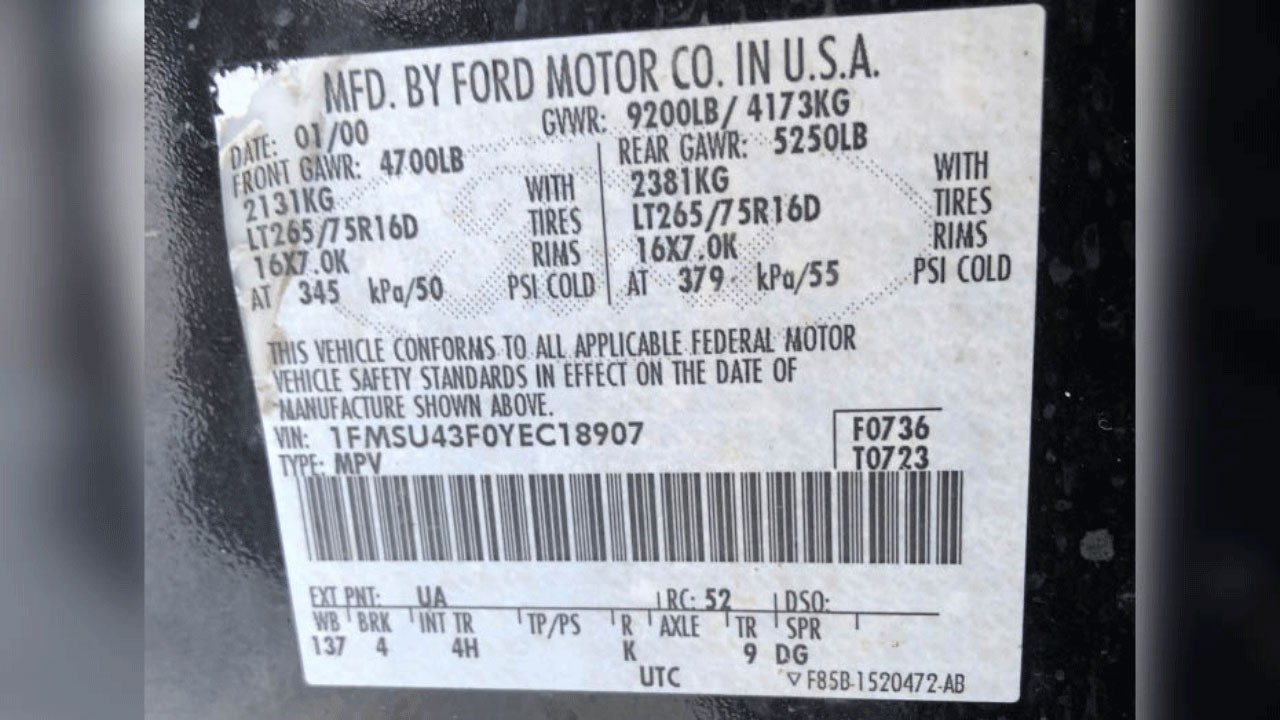 MFD. BY FORD MOTOR CO. IN U.S.A.
DATE: 01/00 GVWR: 9200LB/ 4173KG
FRONT GAWR: 4700LB REAR GAWR: 5250LB
2131KG WITH 2381KG WITH
LT265/75R16D TIRES LT265/75R16D TIRES
16X7.0K RIMS 16X7.0K RIMS
AT 345 kPa/50 PSI COLD AT 379 kPa/55 PSI COLD
THIS VEHICLE CONFORMS TO ALL APPLICABLE FEDERAL MOTOR
VEHICLE SAFETY STANDARDS IN EFFECT ON THE DATE OF
MANUFACTURE SHOWN ABOVE.
VIN: 1FMSU43F0YEC18907 F0736
TYPE: MPV T0723
EXT PNT: UA RC: 52 DSO:
WB BRK INT TR TP/PS R AXLE TR SPR
137 4 4H K 9 DG
UTC F85B-1520472-AB